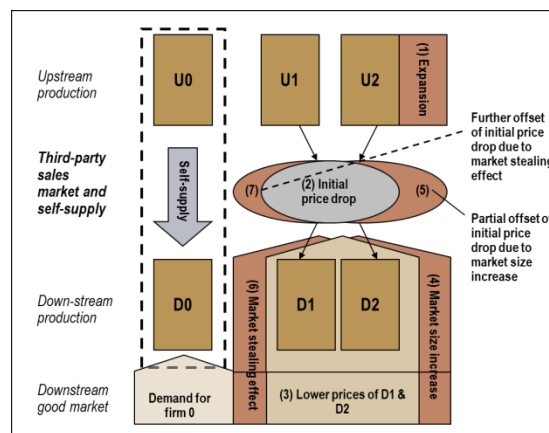 Upstream
production
U0
U1
U2
(1) Expansion
Further offset
of initial price
drop due to
market stealing
effect
Third-party
sales
market and
self-supply
Self-supply
(7)
(2) Initial
price drop
(5)
Partial offset of
initial price
drop due to
market size
increase
Down-stream
production
D0
(6) Market
stealing effect
D1
D2
(4) Market size
increase
Downstream
good market
Demand for
firm 0
(3) Lower prices of D1 &
D2